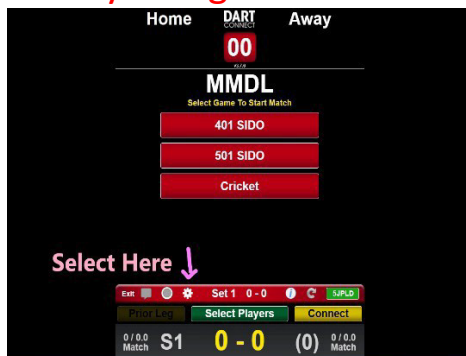 Home DART CONNECT Away
00
MMDL
Select Game To Start Match
401 SIDO
501 SIDO
Cricket
Select Here
Exit Set 1 0 - 0 5JPLD
Prior Leg Select Players Connect
0 / 0.0 Match S1 0 - 0 (0) 0 / 0.0 Match